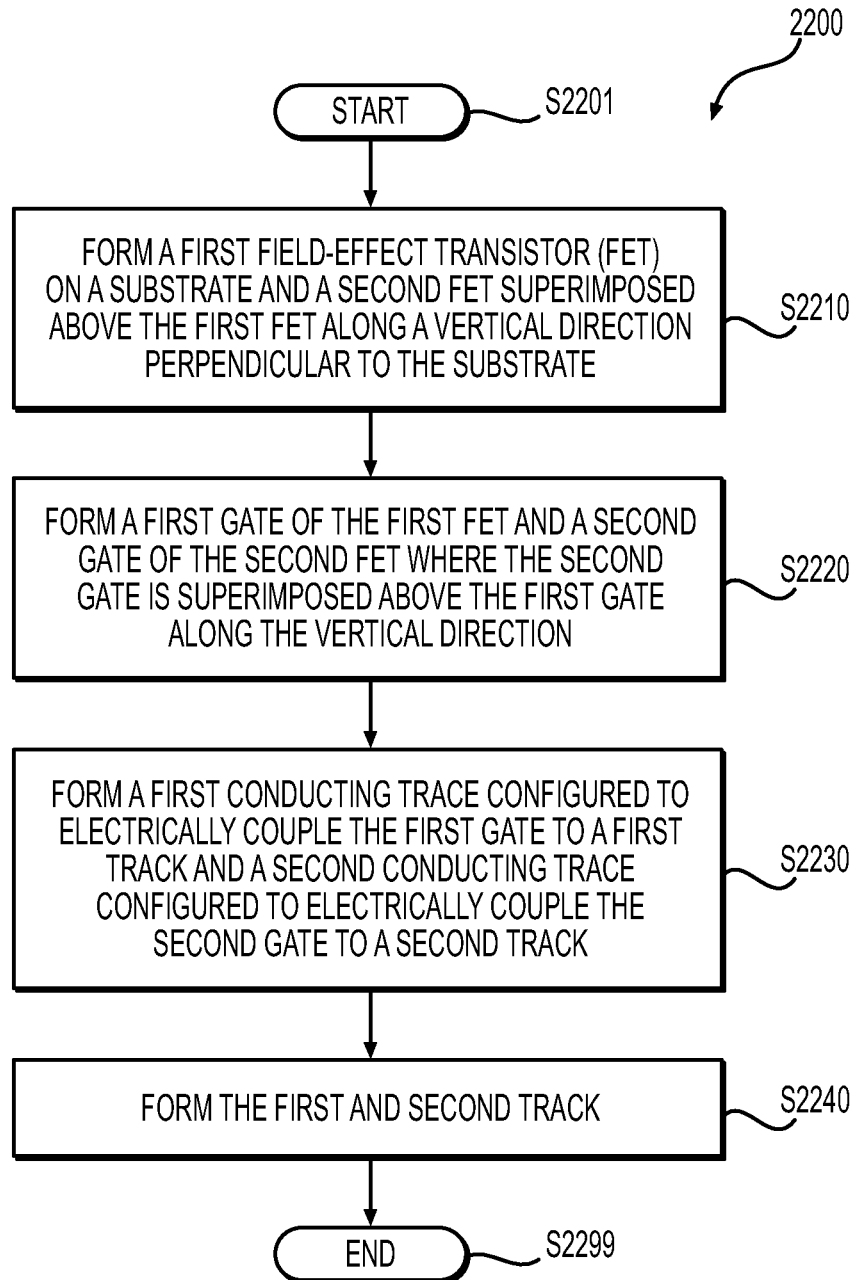 2200
START
S2201
FORM A FIRST FIELD-EFFECT TRANSISTOR (FET)
ON A SUBSTRATE AND A SECOND FET SUPERIMPOSED
ABOVE THE FIRST FET ALONG A VERTICAL DIRECTION
PERPENDICULAR TO THE SUBSTRATE
S2210
FORM A FIRST GATE OF THE FIRST FET AND A SECOND
GATE OF THE SECOND FET WHERE THE SECOND
GATE IS SUPERIMPOSED ABOVE THE FIRST GATE
ALONG THE VERTICAL DIRECTION
S2220
FORM A FIRST CONDUCTING TRACE CONFIGURED TO
ELECTRICALLY COUPLE THE FIRST GATE TO A FIRST
TRACK AND A SECOND CONDUCTING TRACE
CONFIGURED TO ELECTRICALLY COUPLE THE
SECOND GATE TO A SECOND TRACK
S2230
FORM THE FIRST AND SECOND TRACK
S2240
END
S2299